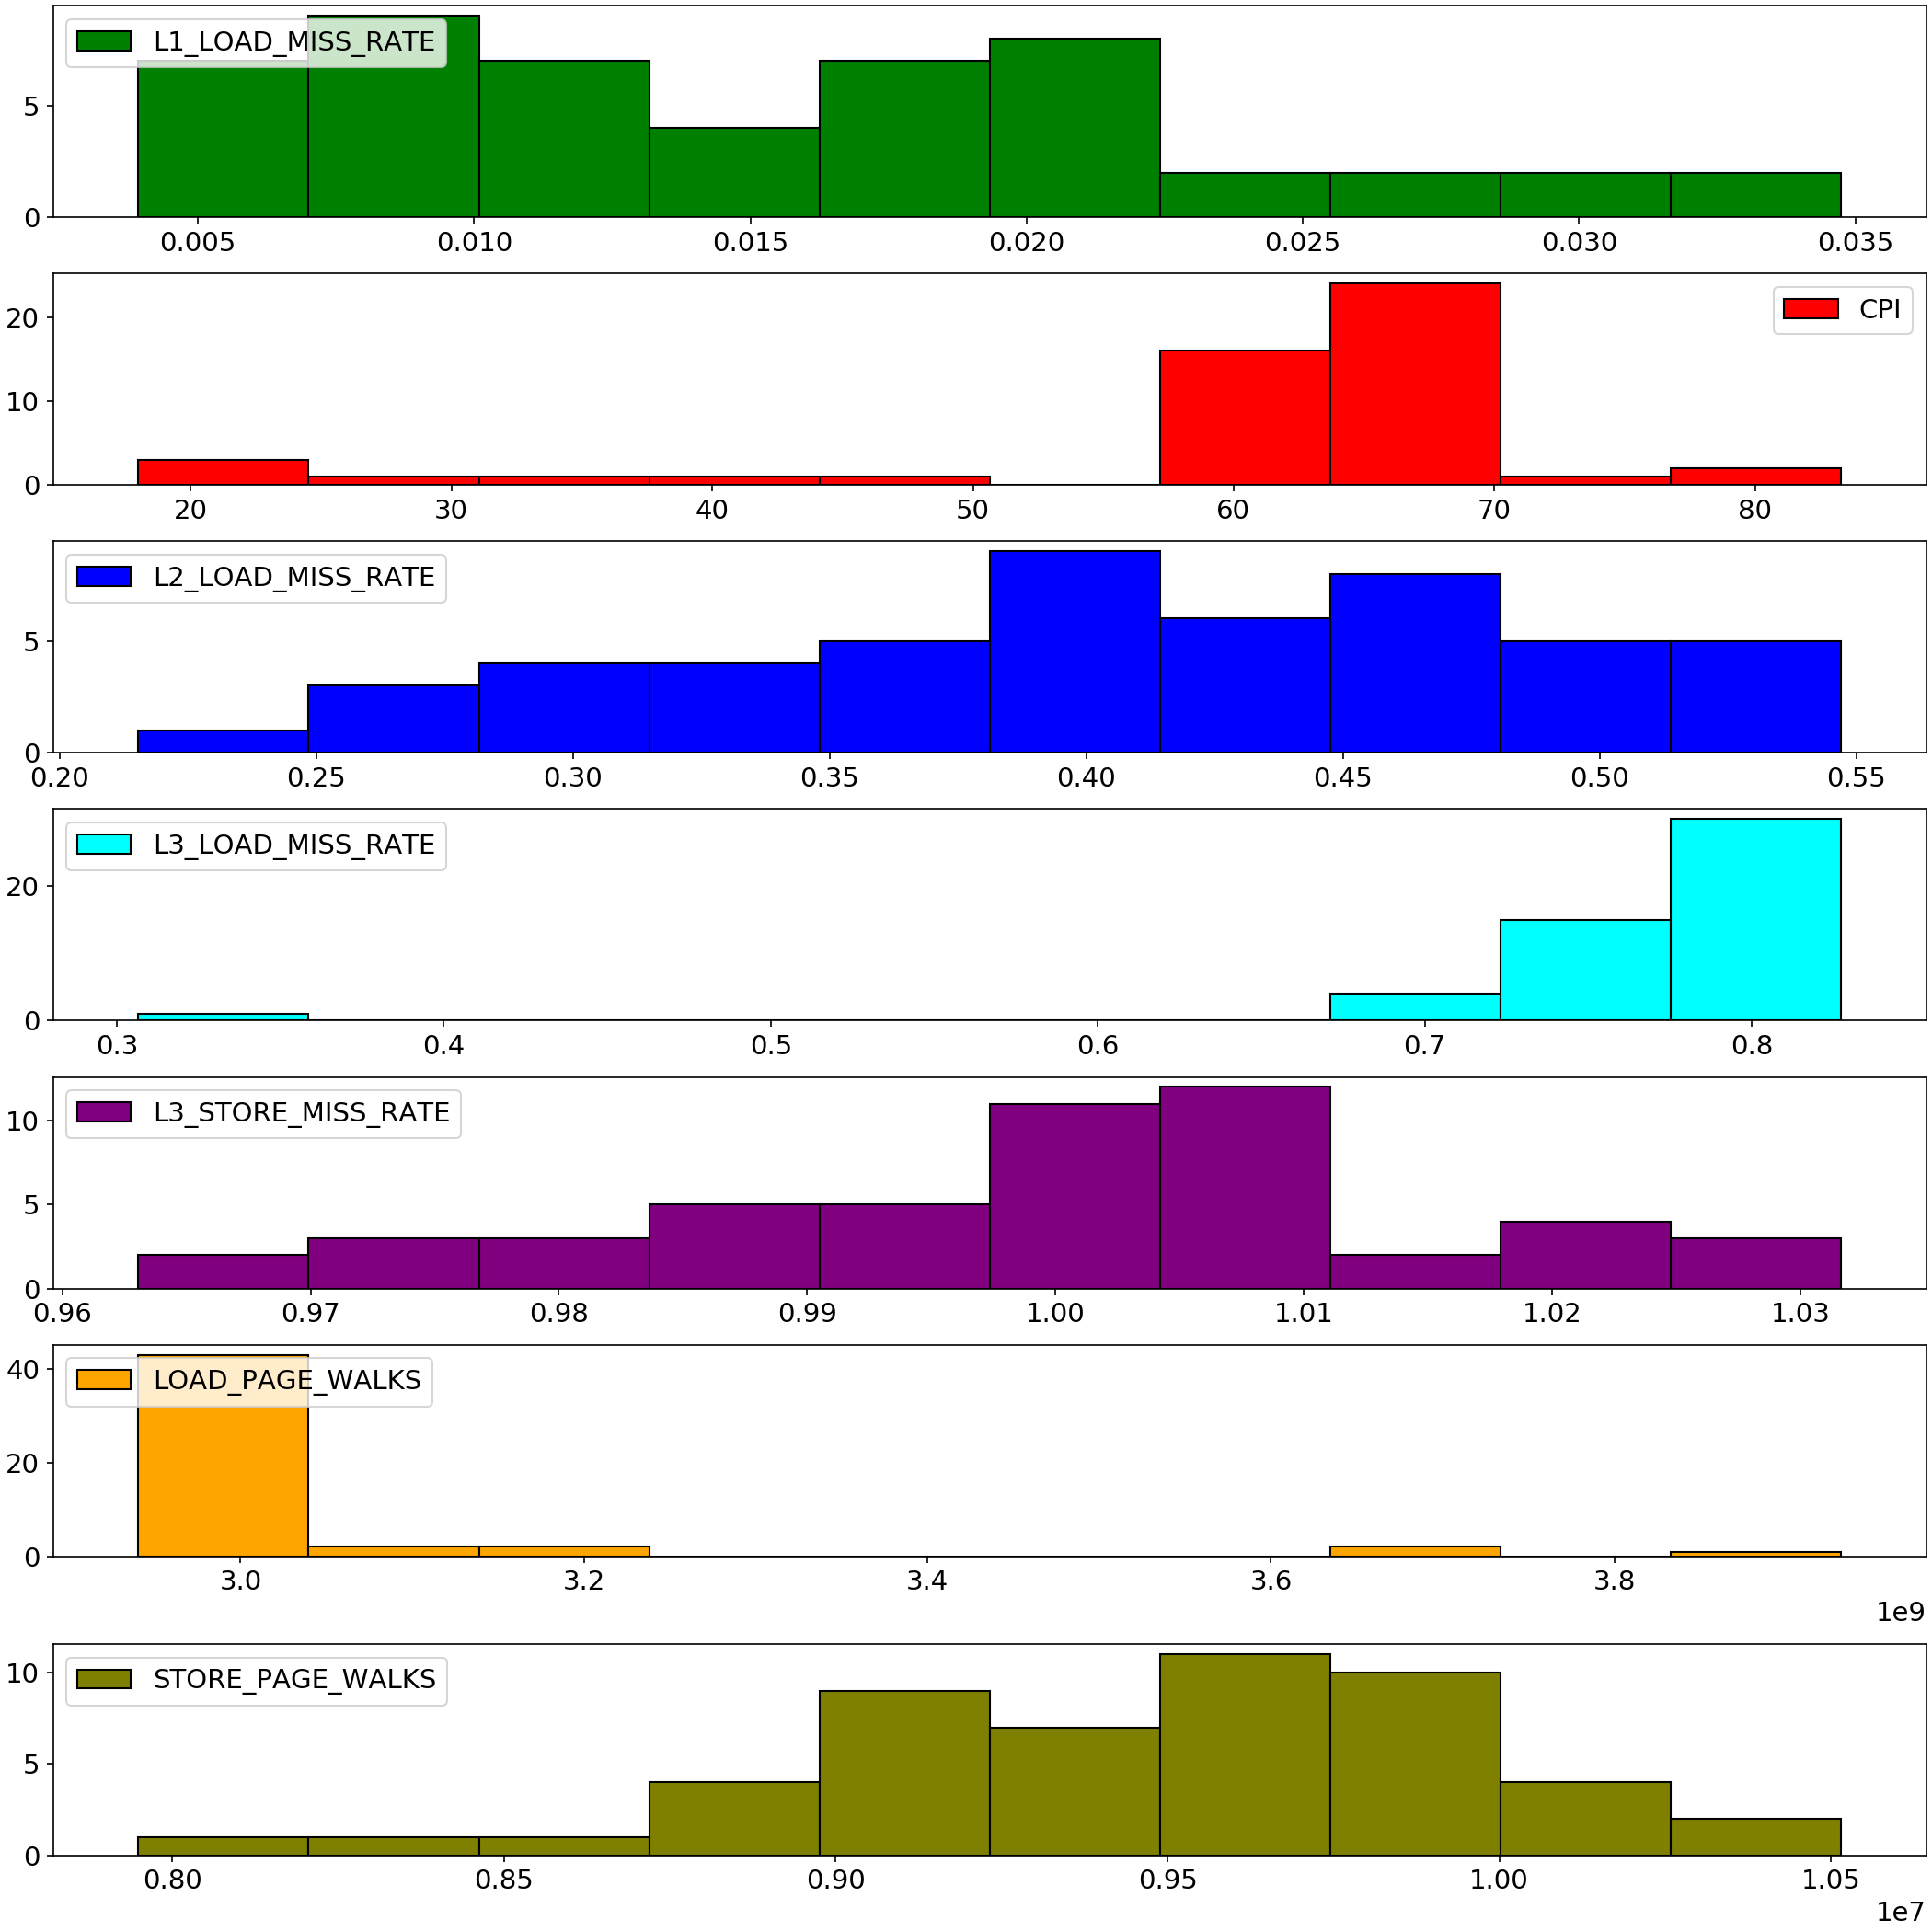 L1_LOAD_MISS_RATE
5
0
0.005 0.010 0.015 0.020 0.025 0.030 0.035
CPI
20
10
0
20 30 40 50 60 70 80
L2_LOAD_MISS_RATE
5
0
0.20 0.25 0.30 0.35 0.40 0.45 0.50 0.55
L3_LOAD_MISS_RATE
20
0
0.3 0.4 0.5 0.6 0.7 0.8
L3_STORE_MISS_RATE
10
5
0
0.96 0.97 0.98 0.99 1.00 1.01 1.02 1.03
LOAD_PAGE_WALKS
40
20
0
3.0 3.2 3.4 3.6 3.8
1e9
STORE_PAGE_WALKS
10
5
0
0.80 0.85 0.90 0.95 1.00 1.05
1e7